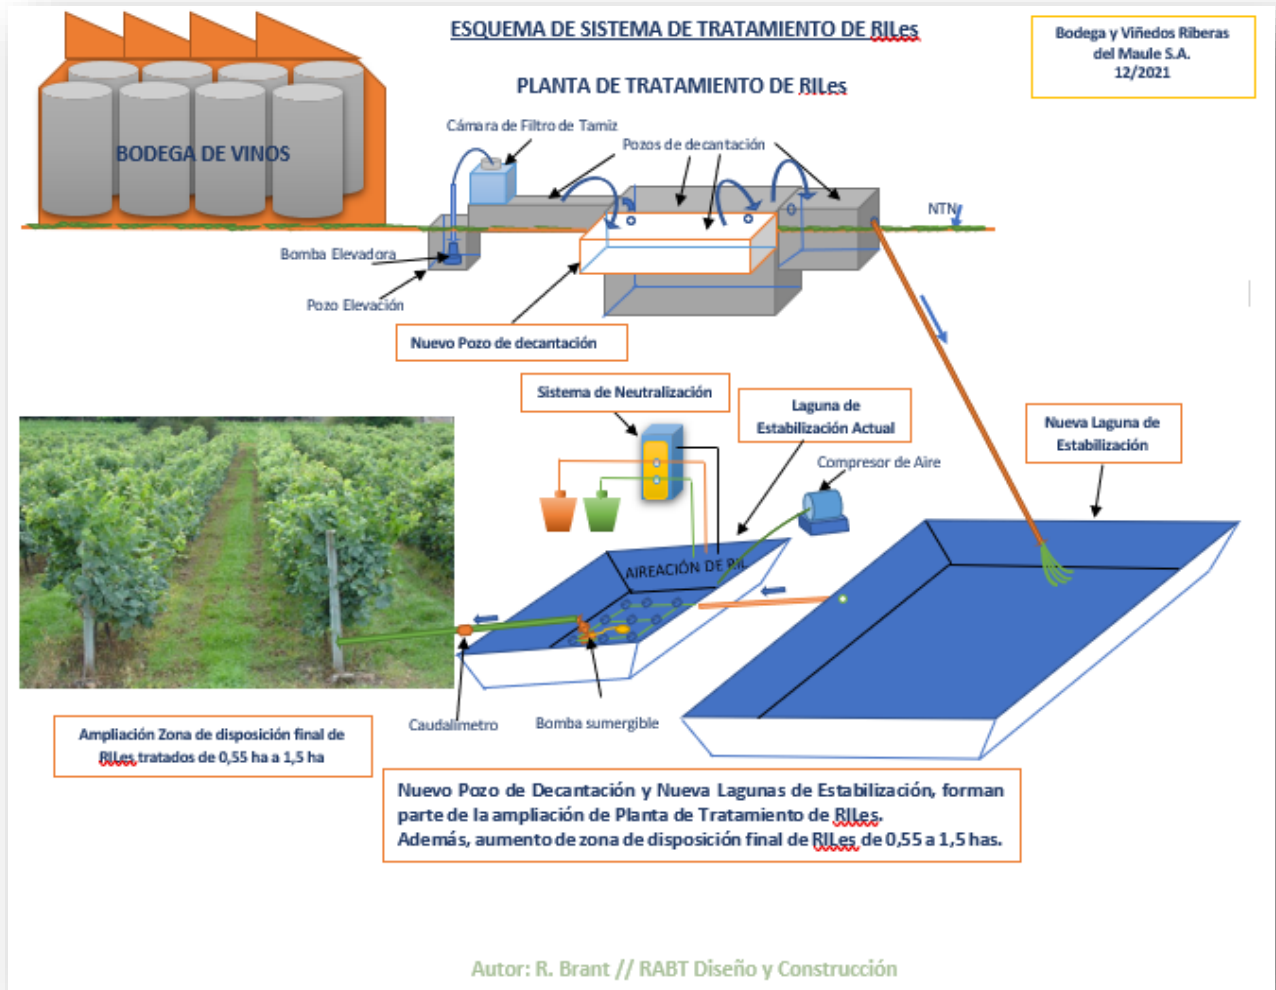 ESQUEMA DE SISTEMA DE TRATAMIENTO DE RILes
Bodega y Viñedos Riberas
del Maule S.A.
12/2021
PLANTA DE TRATAMIENTO DE RILes
Cámara de Filtro de Tamiz
Pozos de decantación
BODEGA DE VINOS
NTN
Bomba Elevadora
Pozo Elevación
Nuevo Pozo de decantación
Sistema de Neutralización
Laguna de
Estabilización Actual
Nueva Laguna de
Estabilización
Compresor de Aire
AIREACIÓN DE RIL
Caudalímetro
Bomba sumergible
Ampliación Zona de disposición final de
RILes tratados de 0,55 ha a 1,5 ha
Nuevo Pozo de Decantación y Nueva Lagunas de Estabilización, forman
parte de la ampliación de Planta de Tratamiento de RILes.
Además, aumento de zona de disposición final de RILes de 0,55 a 1,5 has.
Autor: R. Brant // RABT Diseño y Construcción